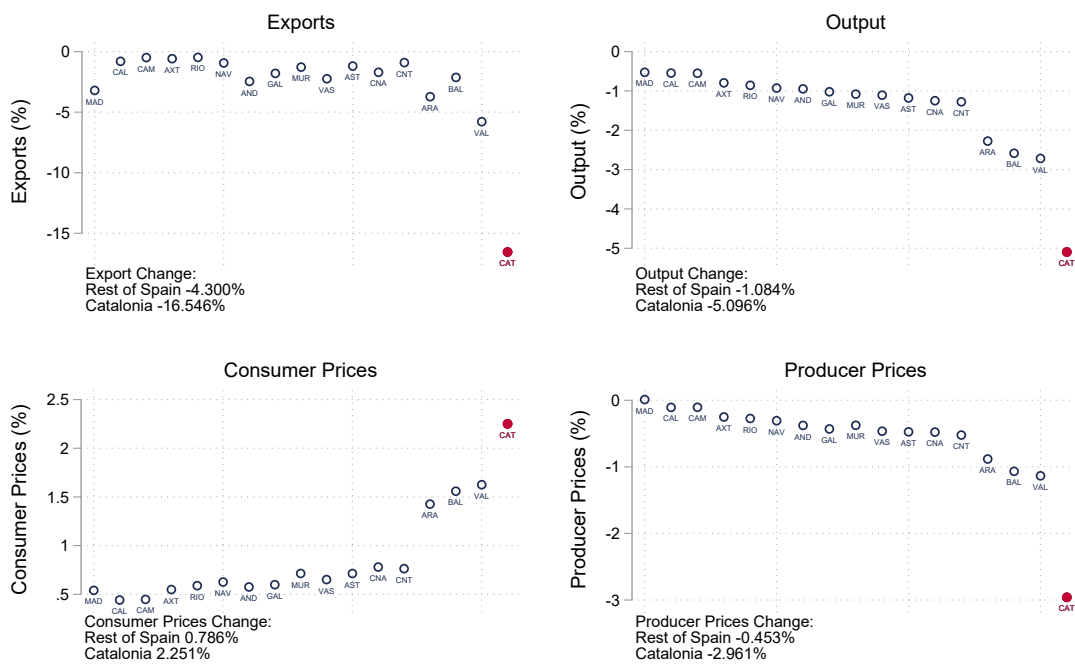 Exports
Exports (%)
0
-5
-10
-15
MAD
CAL
CAM
AXT
RIO
NAV
AND
GAL
MUR
VAS
AST
CNA
CNT
ARA
BAL
VAL
CAT
Export Change:
Rest of Spain -4.300%
Catalonia -16.546%
Output
Output (%)
0
-1
-2
-3
-4
-5
MAD
CAL
CAM
AXT
RIO
NAV
AND
GAL
MUR
VAS
AST
CNA
CNT
ARA
BAL
VAL
CAT
Output Change:
Rest of Spain -1.084%
Catalonia -5.096%
Consumer Prices
Consumer Prices (%)
2.5
2
1.5
1
.5
MAD
CAL
CAM
AXT
RIO
NAV
AND
GAL
MUR
VAS
AST
CNA
CNT
ARA
BAL
VAL
CAT
Consumer Prices Change:
Rest of Spain 0.786%
Catalonia 2.251%
Producer Prices
Producer Prices (%)
0
-1
-2
-3
MAD
CAL
CAM
AXT
RIO
NAV
AND
GAL
MUR
VAS
AST
CNA
CNT
ARA
BAL
VAL
CAT
Producer Prices Change:
Rest of Spain -0.453%
Catalonia -2.961%